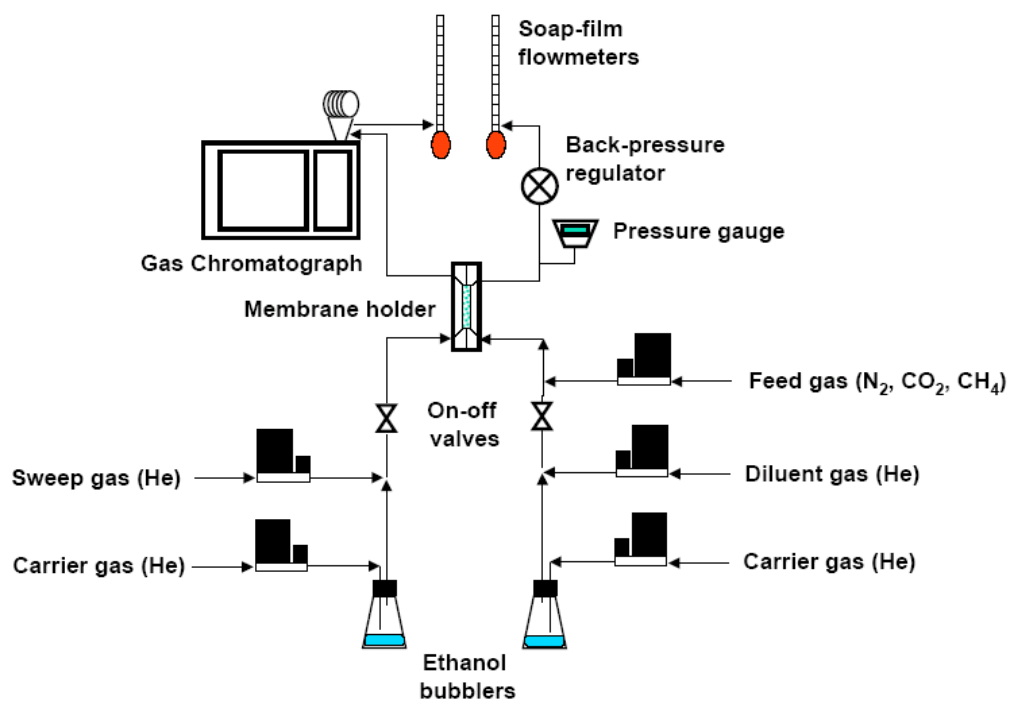 Soap-film
flowmeters
Back-pressure
regulator
Pressure gauge
Gas Chromatograph
Membrane holder
Feed gas (N₂, CO₂, CH₄)
On-off
valves
Sweep gas (He)
Diluent gas (He)
Carrier gas (He)
Carrier gas (He)
Ethanol
bubblers